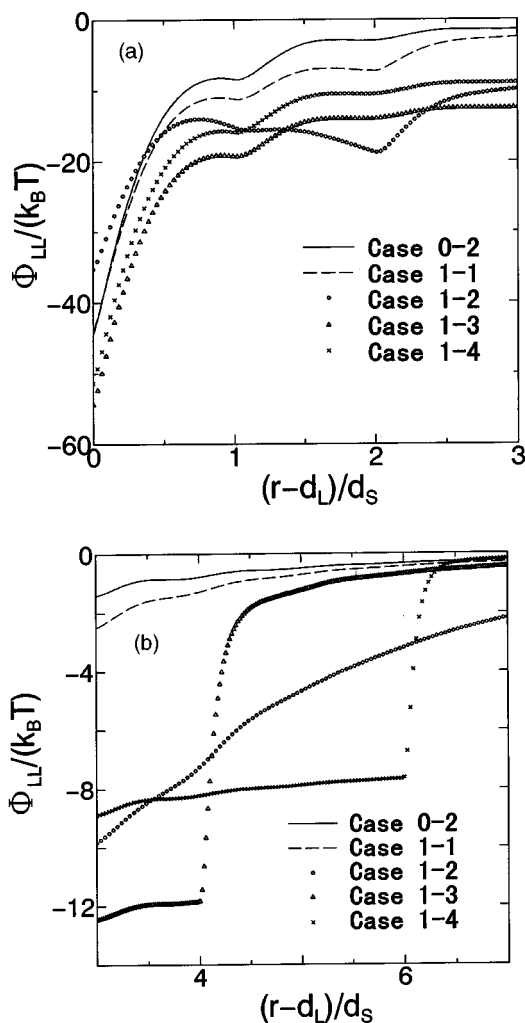 0
(a)
-20
-40
-60
Φ_LL/(k_BT)
Case 0-2
Case 1-1
Case 1-2
Case 1-3
Case 1-4
0 1 2 3
(r-d_L)/d_S
0
(b)
-4
-8
-12
Φ_LL/(k_BT)
Case 0-2
Case 1-1
Case 1-2
Case 1-3
Case 1-4
4 6
(r-d_L)/d_S